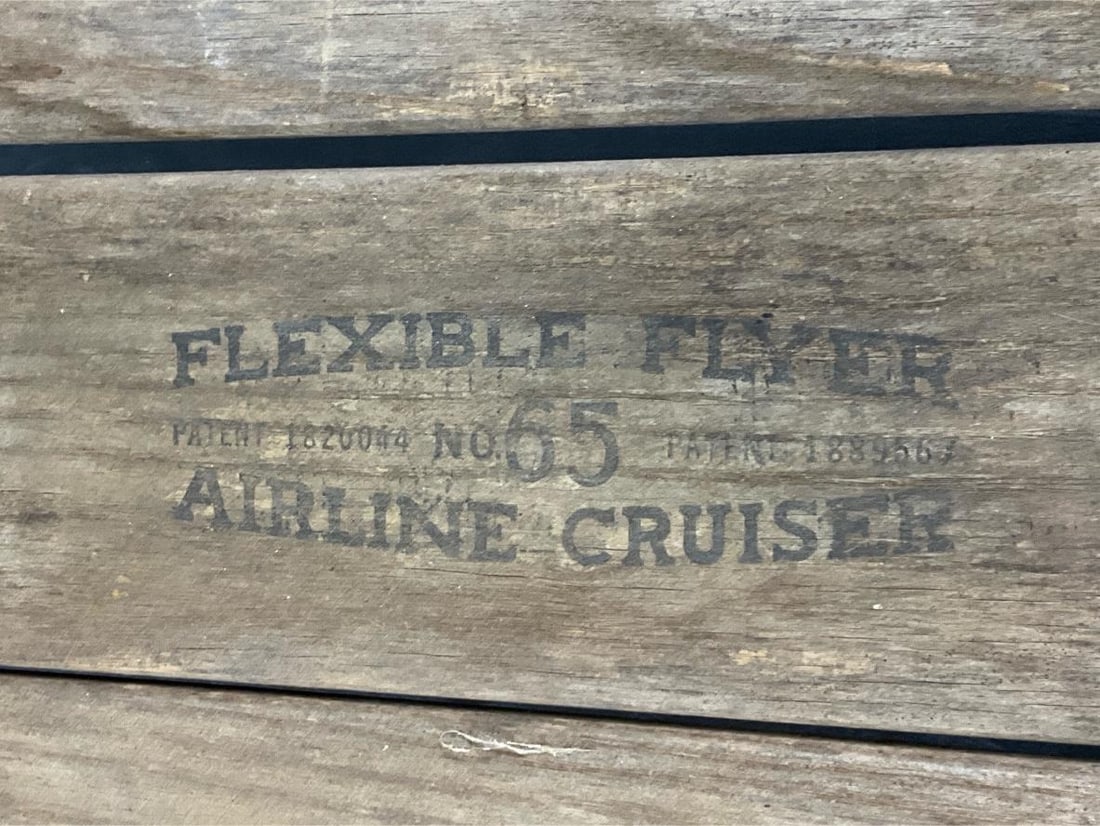 FLEXIBLE FLYER
PATENT 1820044 NO. 65 PATENT 1889567
AIRLINE CRUISER